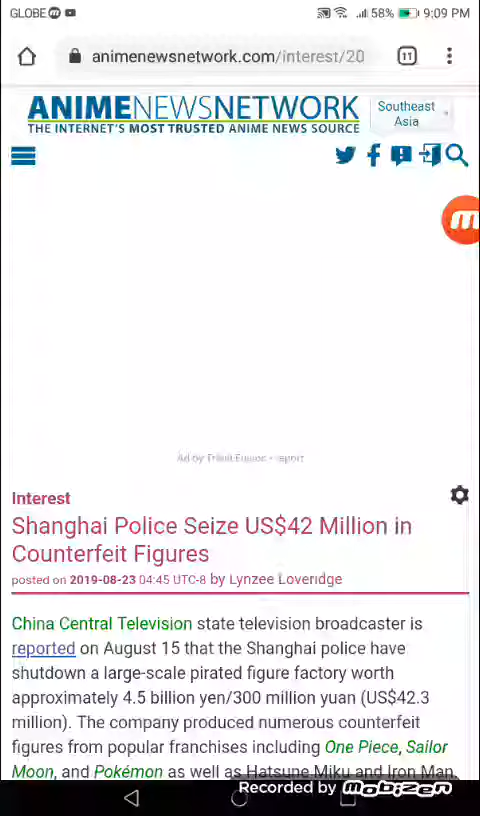 GLOBE 58% 9:09 PM
animenewsnetwork.com/interest/20 11
ANIMENEWSNETWORK
THE INTERNET'S MOST TRUSTED ANIME NEWS SOURCE
Southeast
Asia
Ad by Tribal Fusion • report
Interest
Shanghai Police Seize US$42 Million in
Counterfeit Figures
posted on 2019-08-23 04:45 UTC-8 by Lynzee Loveridge
China Central Television state television broadcaster is
reported on August 15 that the Shanghai police have
shutdown a large-scale pirated figure factory worth
approximately 4.5 billion yen/300 million yuan (US$42.3
million). The company produced numerous counterfeit
figures from popular franchises including One Piece, Sailor
Moon, and Pokémon as well as Hatsune Miku and Iron Man.
Recorded by mobizen